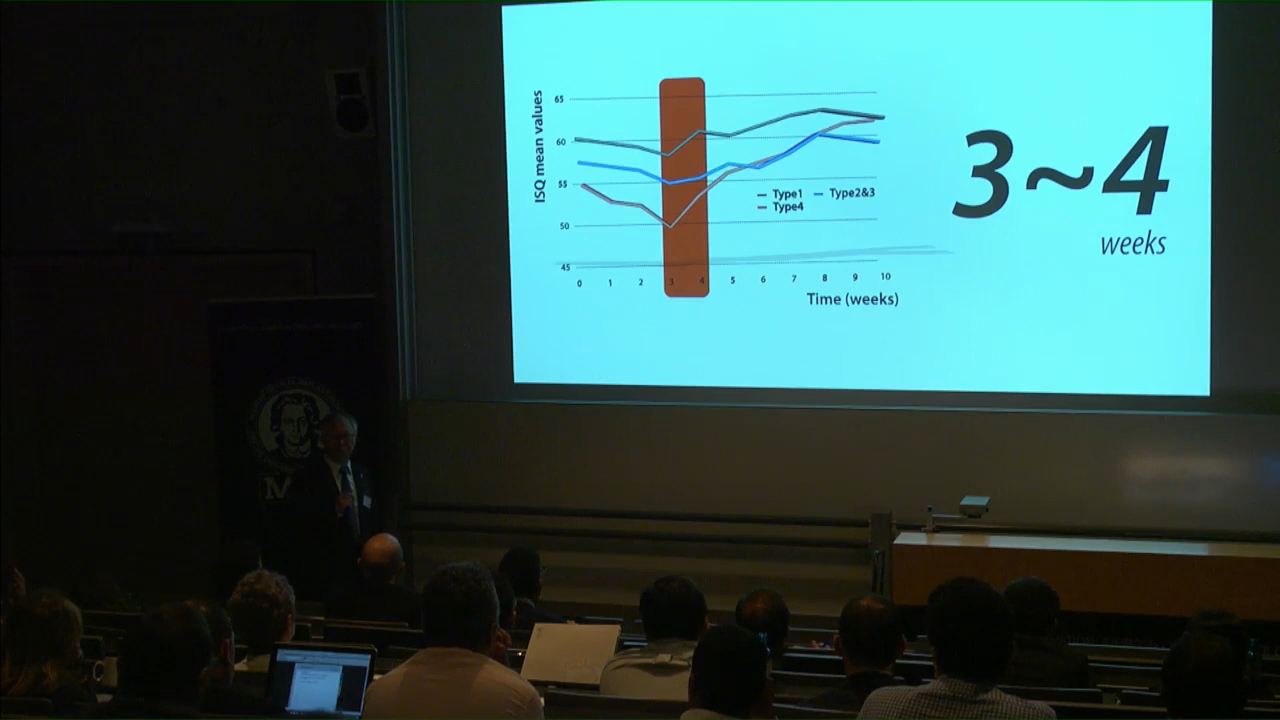 ISQ mean values
65
60
55
50
45
Type1
Type2&3
Type4
0 1 2 3 4 5 6 7 8 9 10
Time (weeks)
3~4
weeks
M